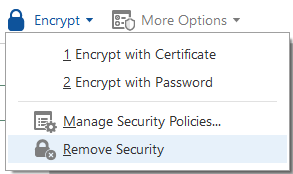 Encrypt More Options
1 Encrypt with Certificate
2 Encrypt with Password
Manage Security Policies...
Remove Security